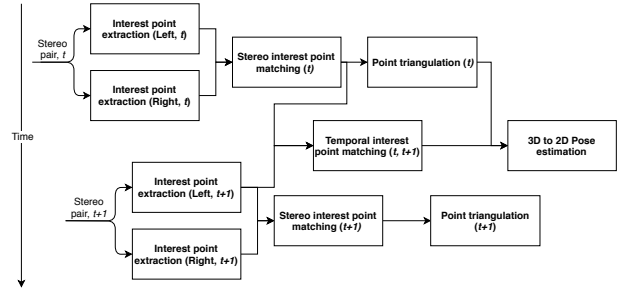 Interest point
extraction (Left, t)
Stereo
pair, t
Interest point
extraction (Right, t)
Stereo interest point
matching (t)
Point triangulation (t)
Time
Temporal interest
point matching (t, t+1)
3D to 2D Pose
estimation
Interest point
extraction (Left, t+1)
Stereo
pair, t+1
Interest point
extraction (Right, t+1)
Stereo interest point
matching (t+1)
Point triangulation
(t+1)